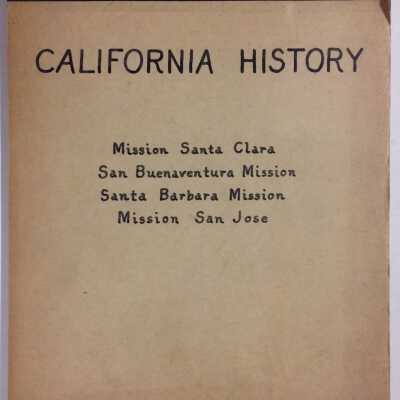 CALIFORNIA HISTORY
Mission Santa Clara
San Buenaventura Mission
Santa Barbara Mission
Mission San Jose